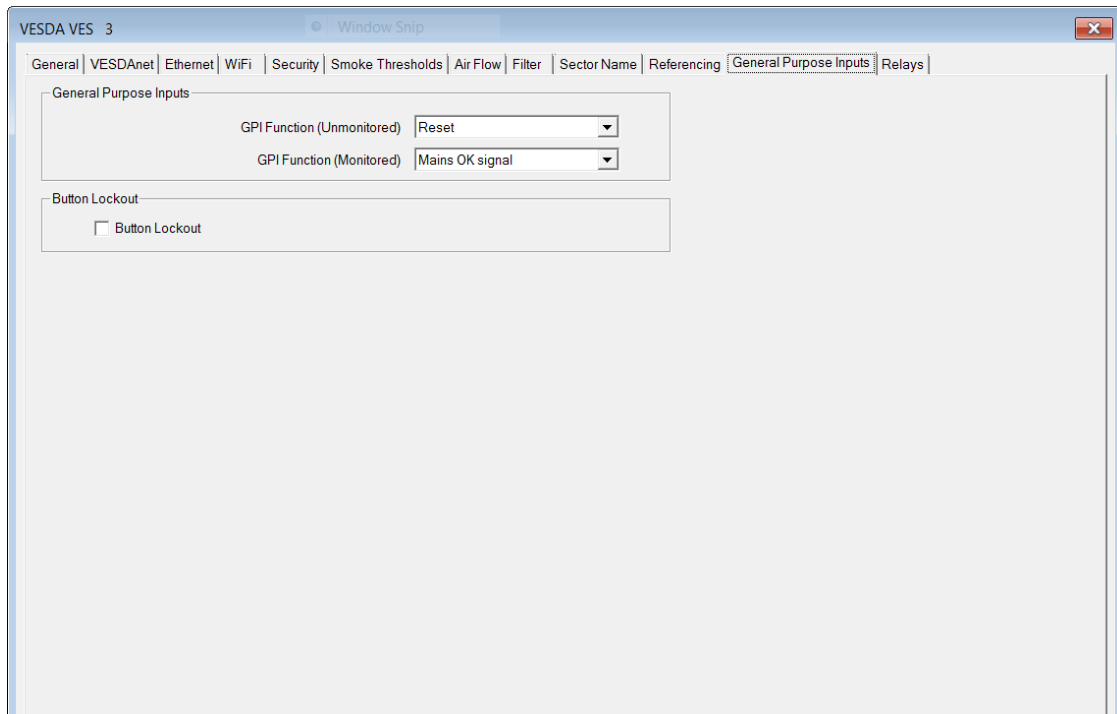 VESDA VES 3
Window Snip
General VESDAnet Ethernet WiFi Security Smoke Thresholds Air Flow Filter Sector Name Referencing General Purpose Inputs Relays
General Purpose Inputs
GPI Function (Unmonitored) Reset
GPI Function (Monitored) Mains OK signal
Button Lockout
Button Lockout